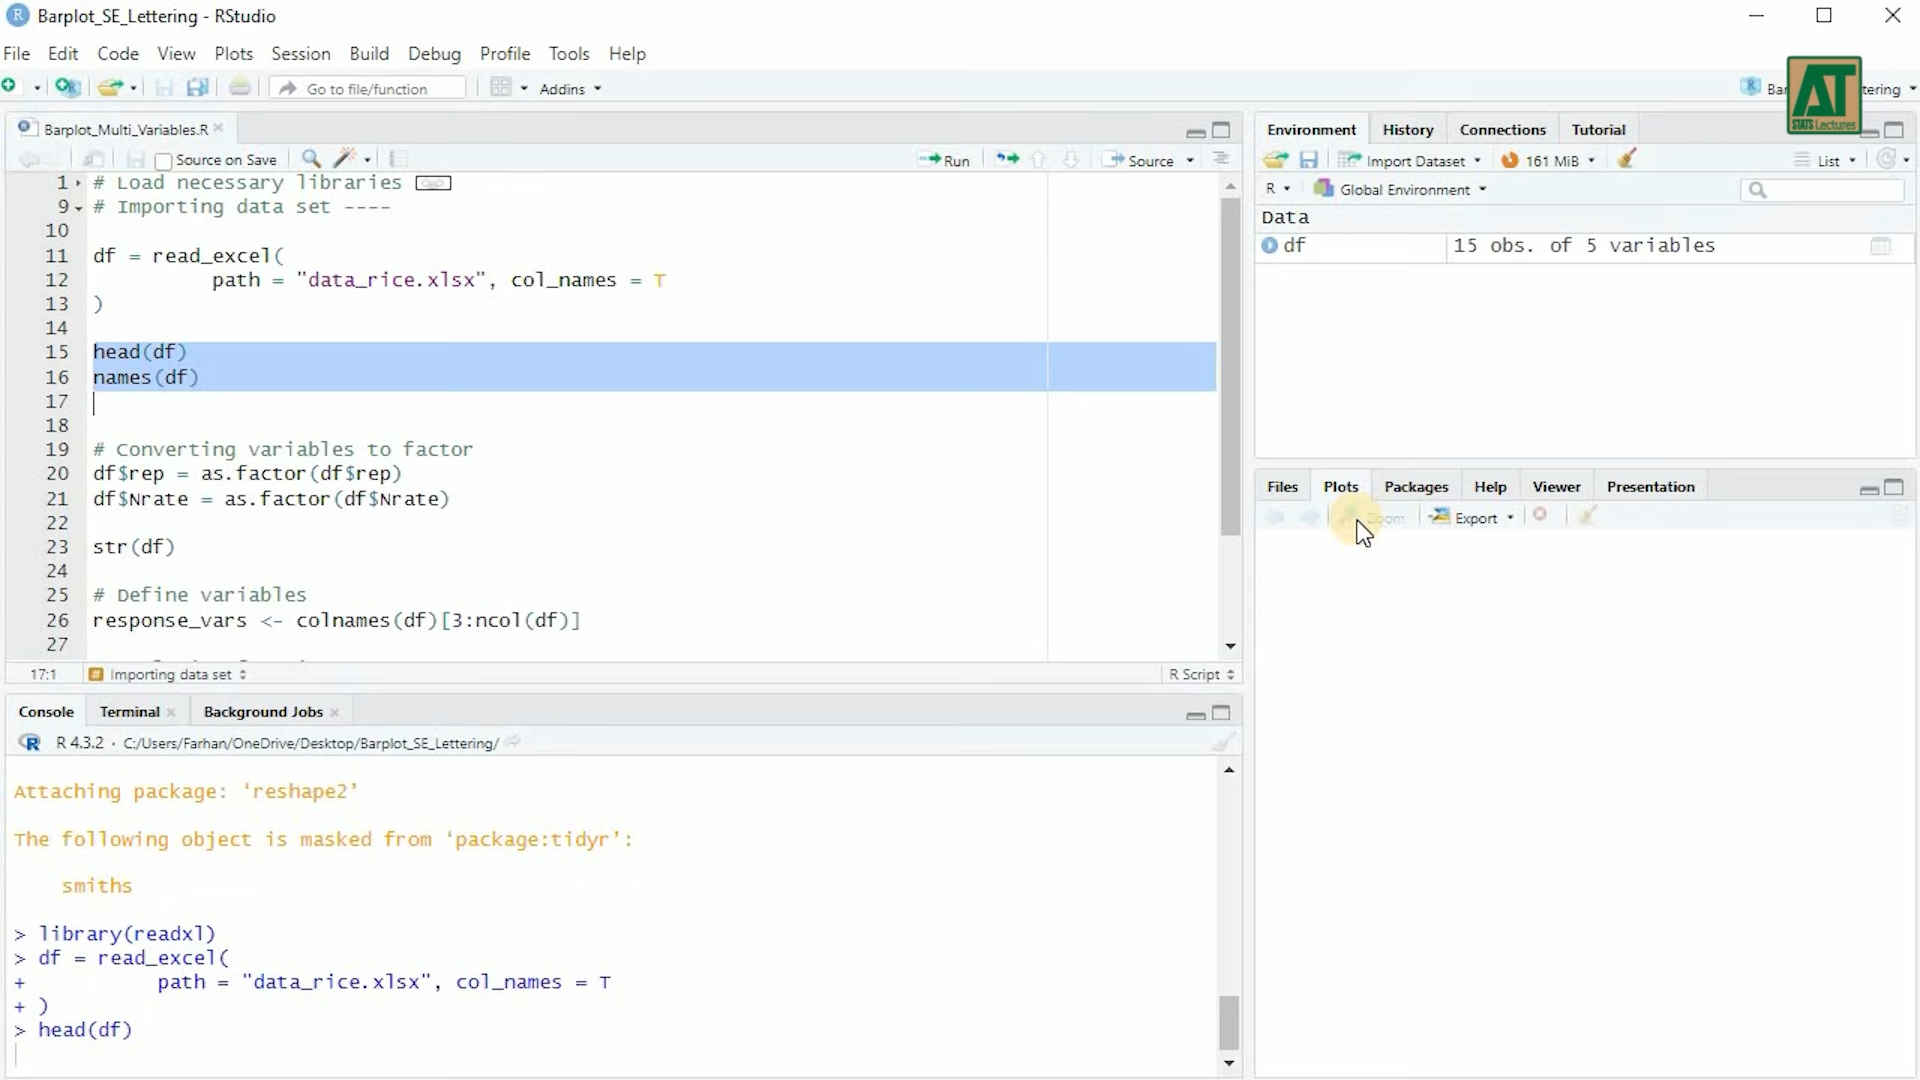 Barplot_SE_Lettering - RStudio
File Edit Code View Plots Session Build Debug Profile Tools Help
Go to file/function Addins
AT
STATS Lectures
Barplot_Multi_Variables.R
Source on Save Run Source
1 # Load necessary libraries
9 # Importing data set ----
10
11 df = read_excel(
12 path = "data_rice.xlsx", col_names = T
13 )
14
15 head(df)
16 names(df)
17
18
19 # Converting variables to factor
20 df$rep = as.factor(df$rep)
21 df$Nrate = as.factor(df$Nrate)
22
23 str(df)
24
25 # Define variables
26 response_vars <- colnames(df)[3:ncol(df)]
27
17:1 Importing data set R Script
Console Terminal Background Jobs
R 4.3.2 · C:/Users/Farhan/OneDrive/Desktop/Barplot_SE_Lettering/
Attaching package: ‘reshape2’
The following object is masked from ‘package:tidyr’:
smiths
> library(readxl)
> df = read_excel(
+ path = "data_rice.xlsx", col_names = T
+ )
> head(df)
Environment History Connections Tutorial
Import Dataset 161 MiB List
R Global Environment
Data
df 15 obs. of 5 variables
Files Plots Packages Help Viewer Presentation
Zoom Export